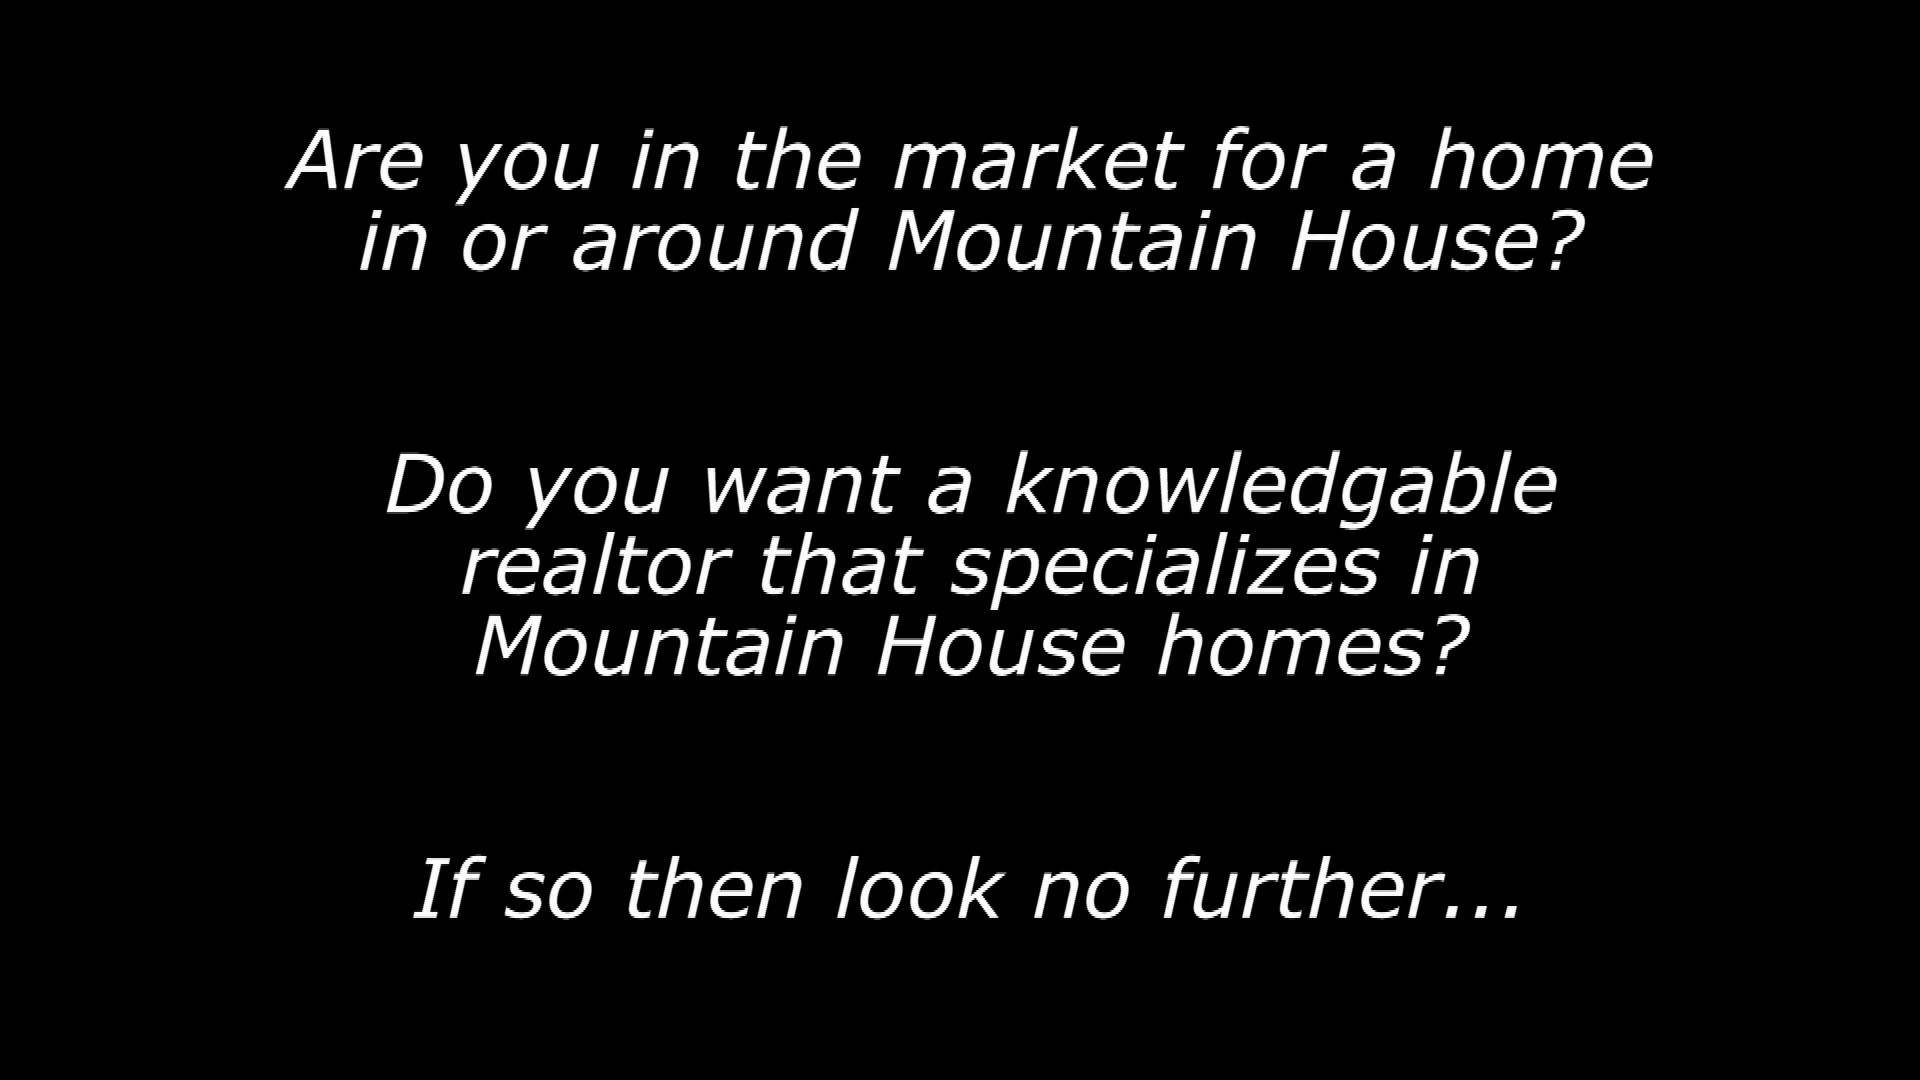 Are you in the market for a home
in or around Mountain House?
Do you want a knowledgable
realtor that specializes in
Mountain House homes?
If so then look no further...